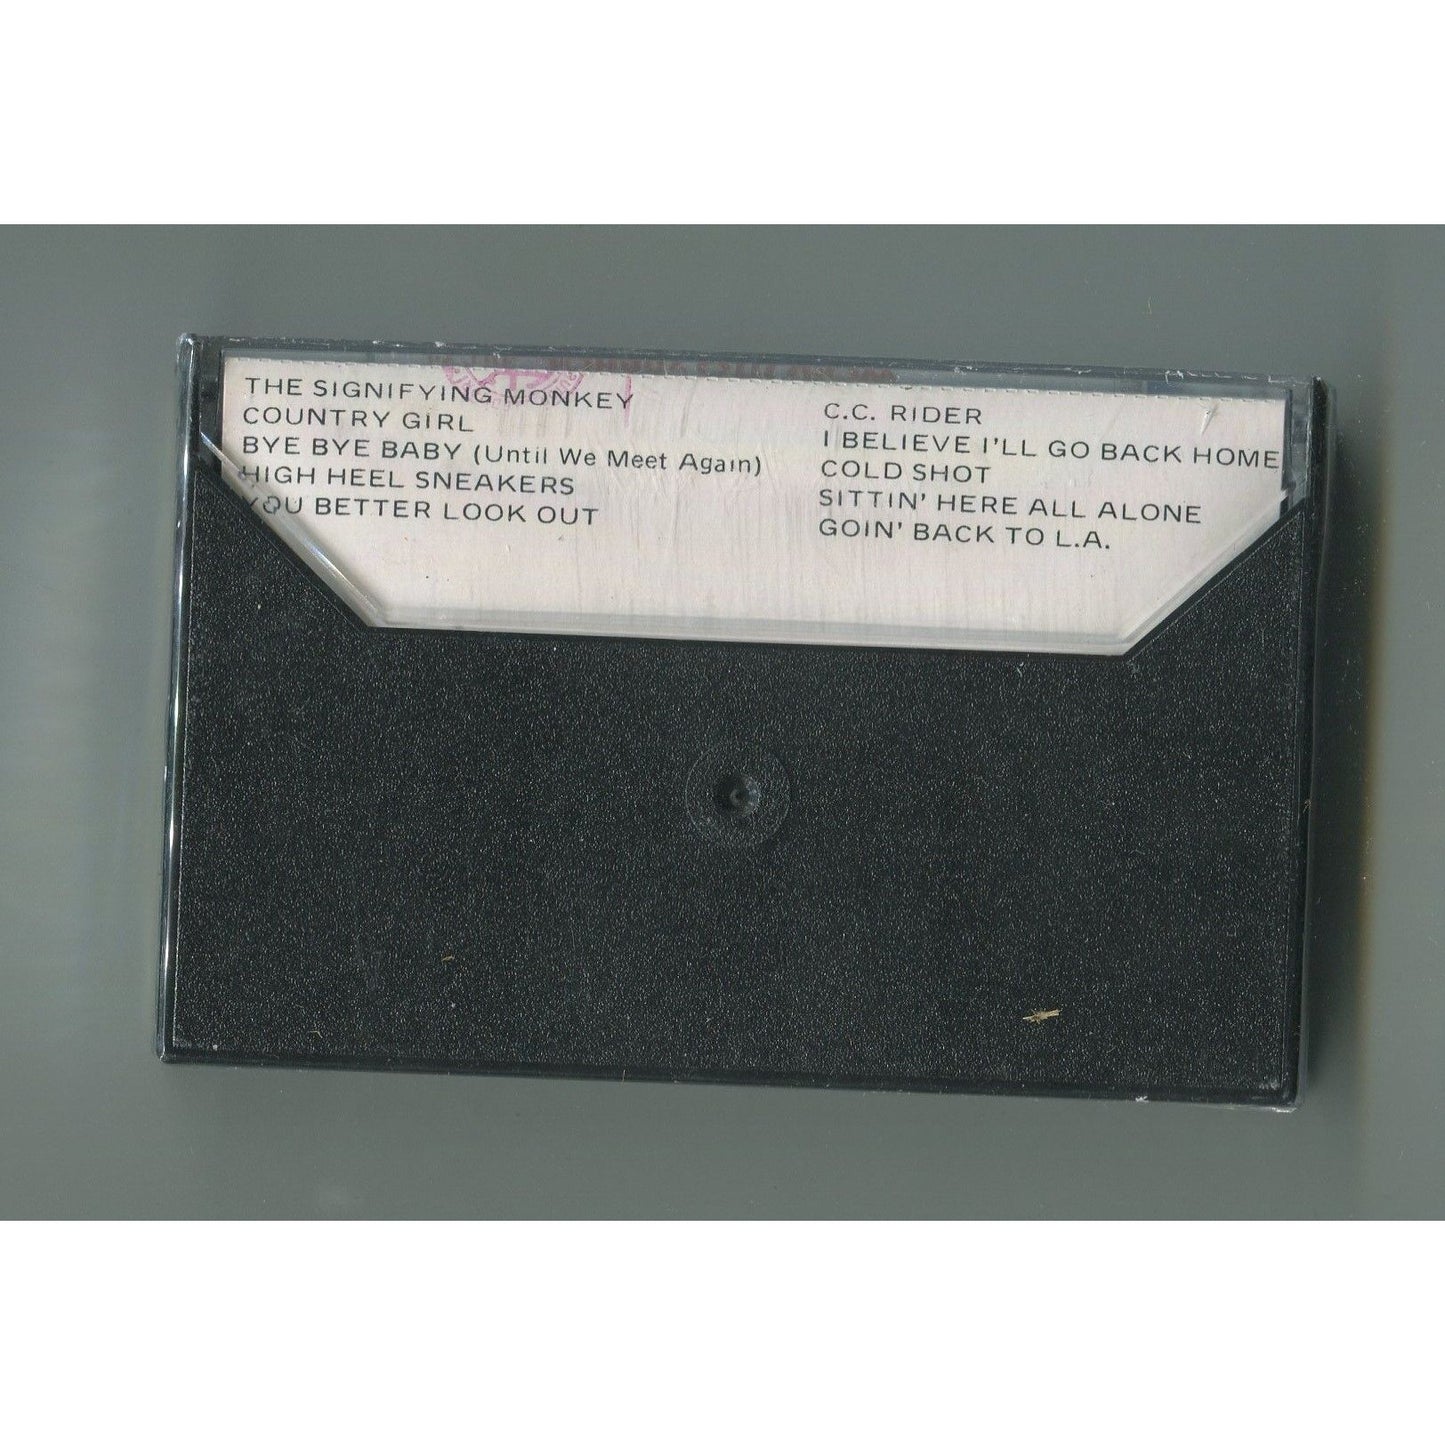 THE SIGNIFYING MONKEY
COUNTRY GIRL
BYE BYE BABY (Until We Meet Again)
HIGH HEEL SNEAKERS
YOU BETTER LOOK OUT
C.C. RIDER
I BELIEVE I'LL GO BACK HOME
COLD SHOT
SITTIN' HERE ALL ALONE
GOIN' BACK TO L.A.